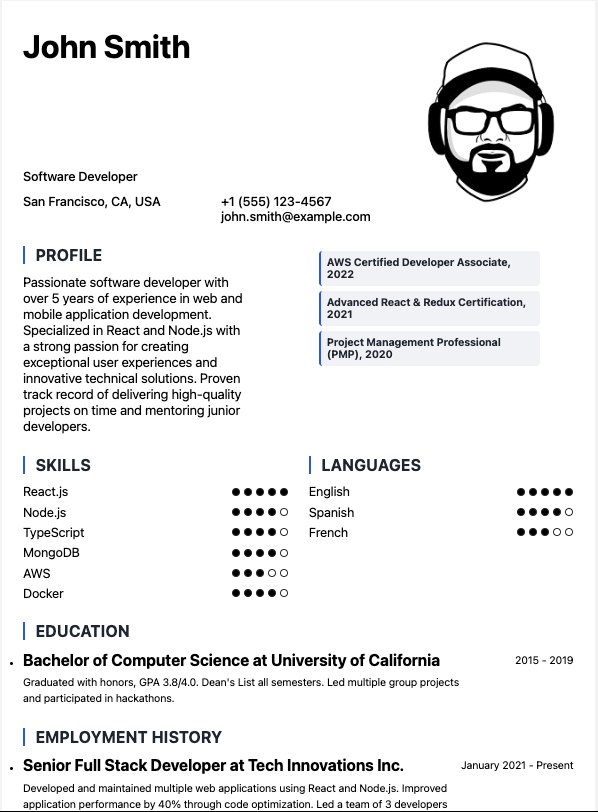 John Smith
Software Developer
San Francisco, CA, USA
+1 (555) 123-4567
john.smith@example.com
PROFILE
Passionate software developer with
over 5 years of experience in web and
mobile application development.
Specialized in React and Node.js with
a strong passion for creating
exceptional user experiences and
innovative technical solutions. Proven
track record of delivering high-quality
projects on time and mentoring junior
developers.
AWS Certified Developer Associate,
2022
Advanced React & Redux Certification,
2021
Project Management Professional
(PMP), 2020
SKILLS
React.js
Node.js
TypeScript
MongoDB
AWS
Docker
LANGUAGES
English
Spanish
French
EDUCATION
Bachelor of Computer Science at University of California
2015 - 2019
Graduated with honors, GPA 3.8/4.0. Dean's List all semesters. Led multiple group projects
and participated in hackathons.
EMPLOYMENT HISTORY
Senior Full Stack Developer at Tech Innovations Inc.
January 2021 - Present
Developed and maintained multiple web applications using React and Node.js. Improved
application performance by 40% through code optimization. Led a team of 3 developers